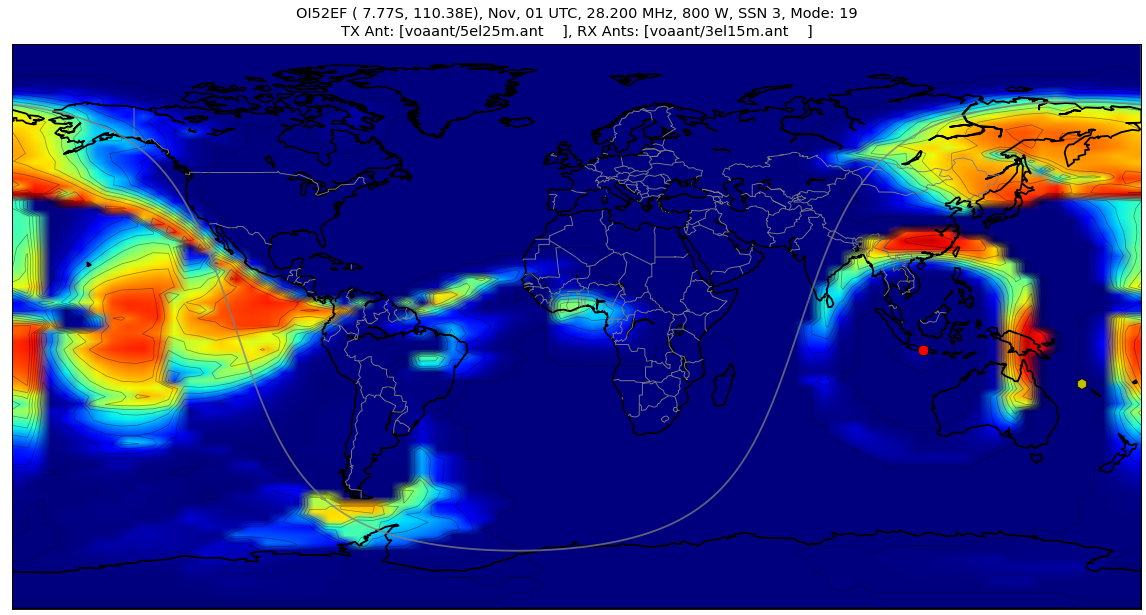 OI52EF ( 7.77S, 110.38E), Nov, 01 UTC, 28.200 MHz, 800 W, SSN 3, Mode: 19
TX Ant: [voaant/5el25m.ant    ], RX Ants: [voaant/3el15m.ant    ]